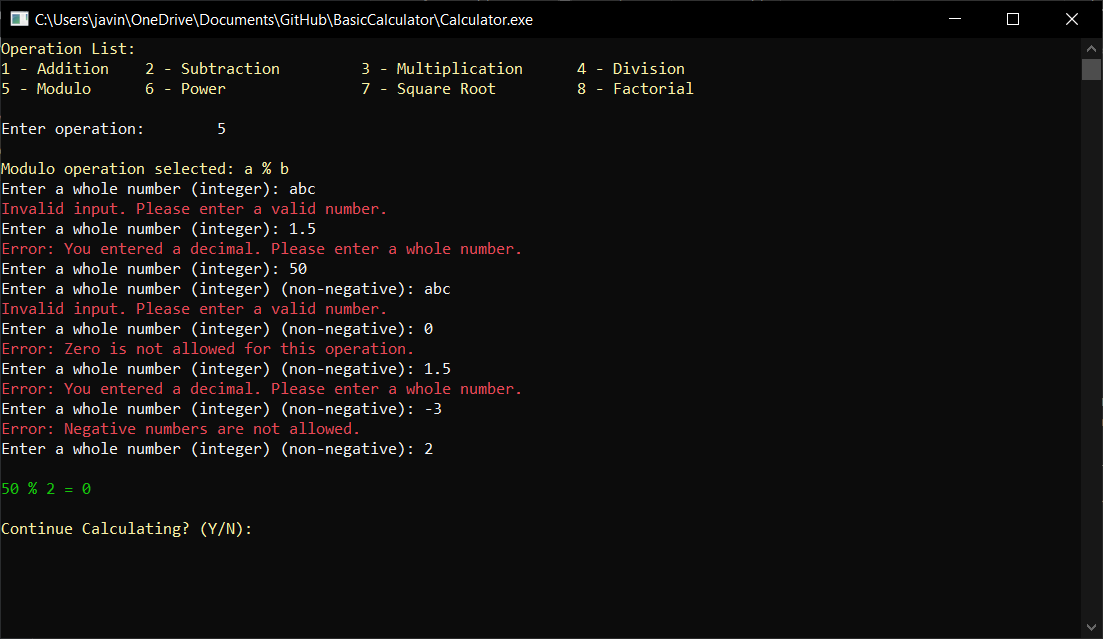 C:\Users\javin\OneDrive\Documents\GitHub\BasicCalculator\Calculator.exe
Operation List:
1 - Addition    2 - Subtraction         3 - Multiplication      4 - Division
5 - Modulo      6 - Power               7 - Square Root         8 - Factorial
Enter operation:        5
Modulo operation selected: a % b
Enter a whole number (integer): abc
Invalid input. Please enter a valid number.
Enter a whole number (integer): 1.5
Error: You entered a decimal. Please enter a whole number.
Enter a whole number (integer): 50
Enter a whole number (integer) (non-negative): abc
Invalid input. Please enter a valid number.
Enter a whole number (integer) (non-negative): 0
Error: Zero is not allowed for this operation.
Enter a whole number (integer) (non-negative): 1.5
Error: You entered a decimal. Please enter a whole number.
Enter a whole number (integer) (non-negative): -3
Error: Negative numbers are not allowed.
Enter a whole number (integer) (non-negative): 2
50 % 2 = 0
Continue Calculating? (Y/N):